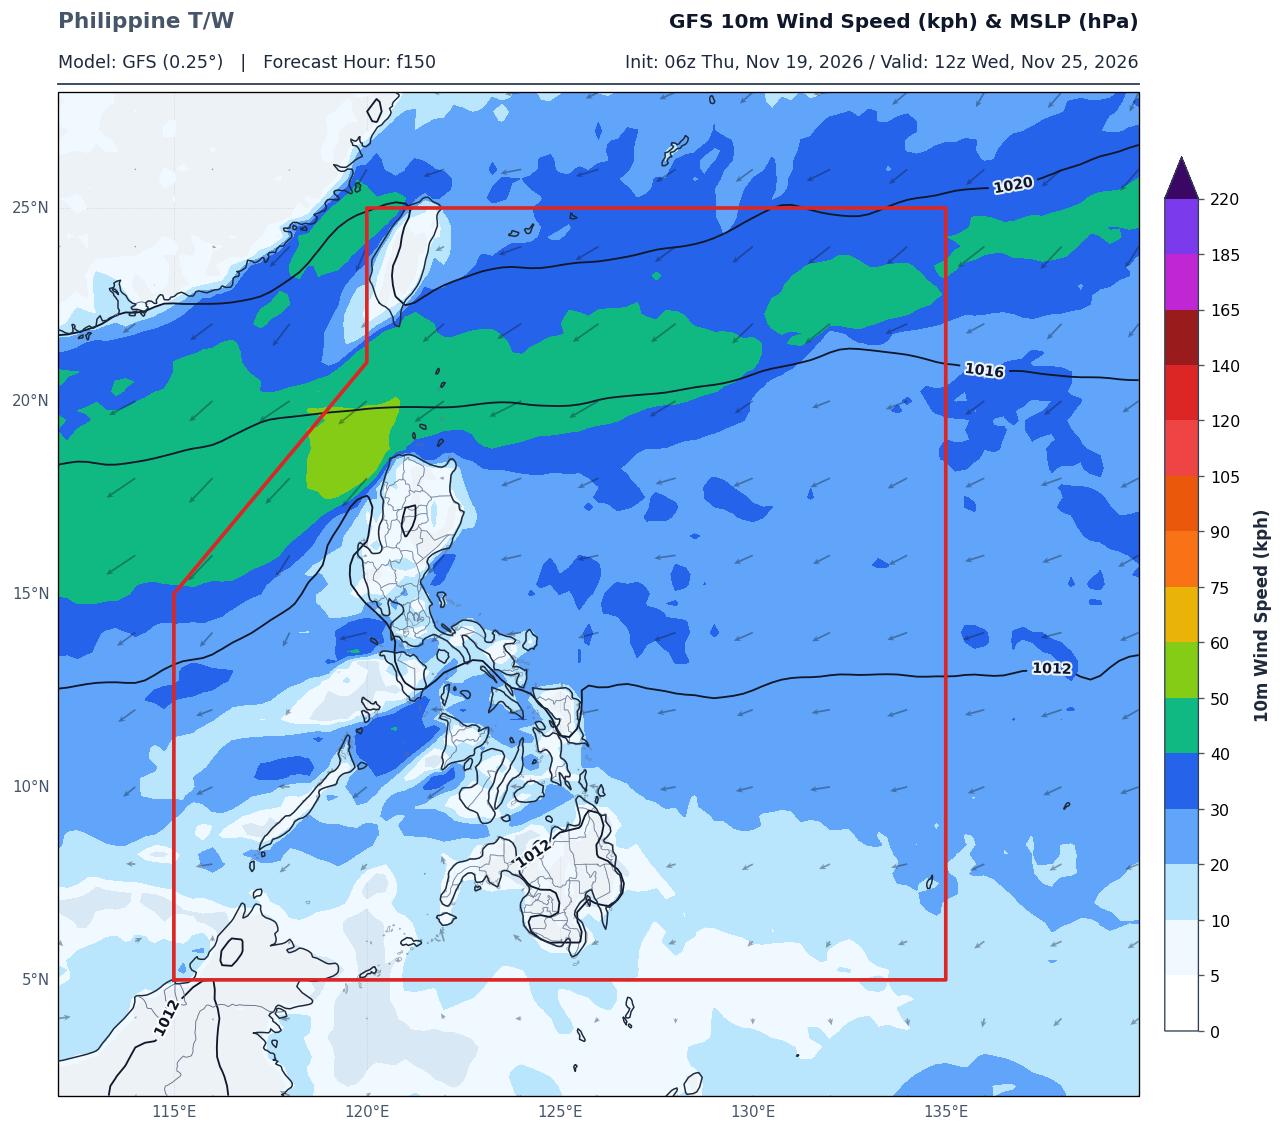 Philippine T/W
GFS 10m Wind Speed (kph) & MSLP (hPa)
Model: GFS (0.25°) | Forecast Hour: f150
Init: 06z Thu, Nov 19, 2026 / Valid: 12z Wed, Nov 25, 2026
25°N
20°N
15°N
10°N
5°N
1020
1016
1012
1012
1012
115°E
120°E
125°E
130°E
135°E
220
185
165
140
120
105
90
75
60
50
40
30
20
10
5
0
10m Wind Speed (kph)